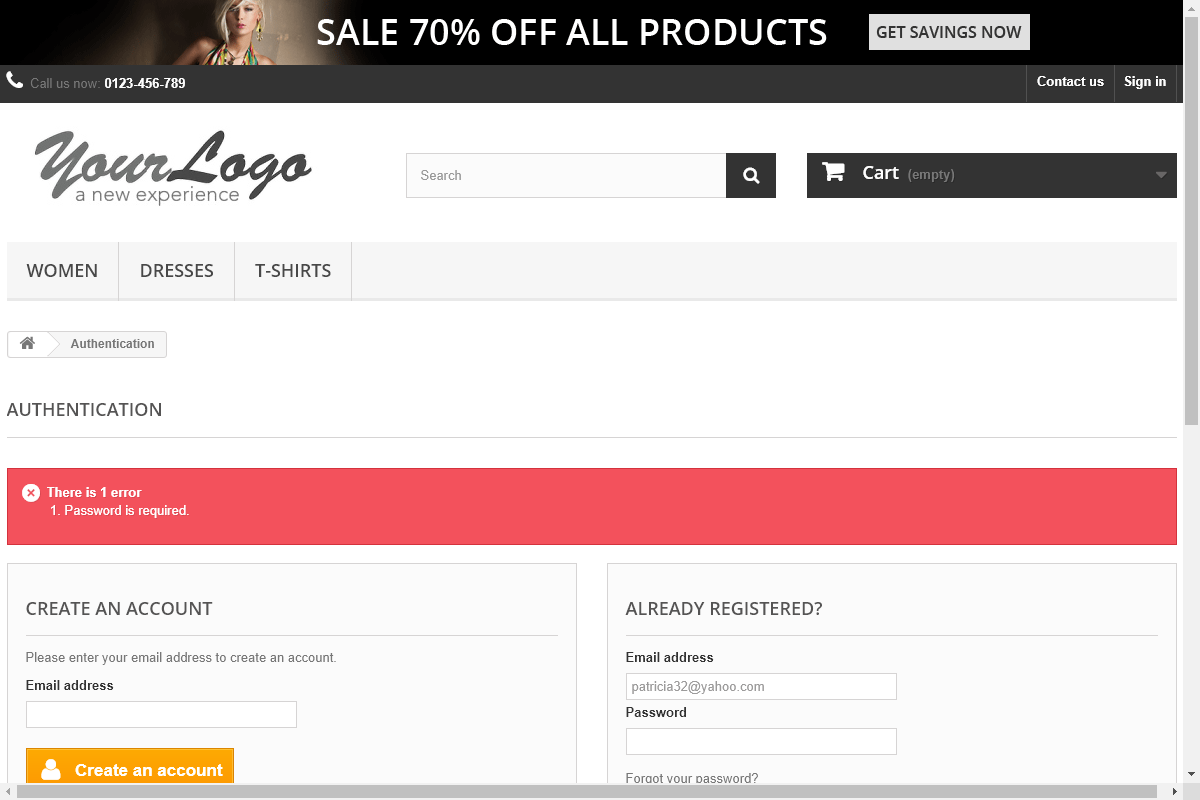 SALE 70% OFF ALL PRODUCTS
GET SAVINGS NOW
Call us now: 0123-456-789
Contact us
Sign in
YourLogo
a new experience
Search
Cart (empty)
WOMEN
DRESSES
T-SHIRTS
Authentication
AUTHENTICATION
There is 1 error
1. Password is required.
CREATE AN ACCOUNT
Please enter your email address to create an account.
Email address
Create an account
ALREADY REGISTERED?
Email address
patricia32@yahoo.com
Password
Forgot your password?